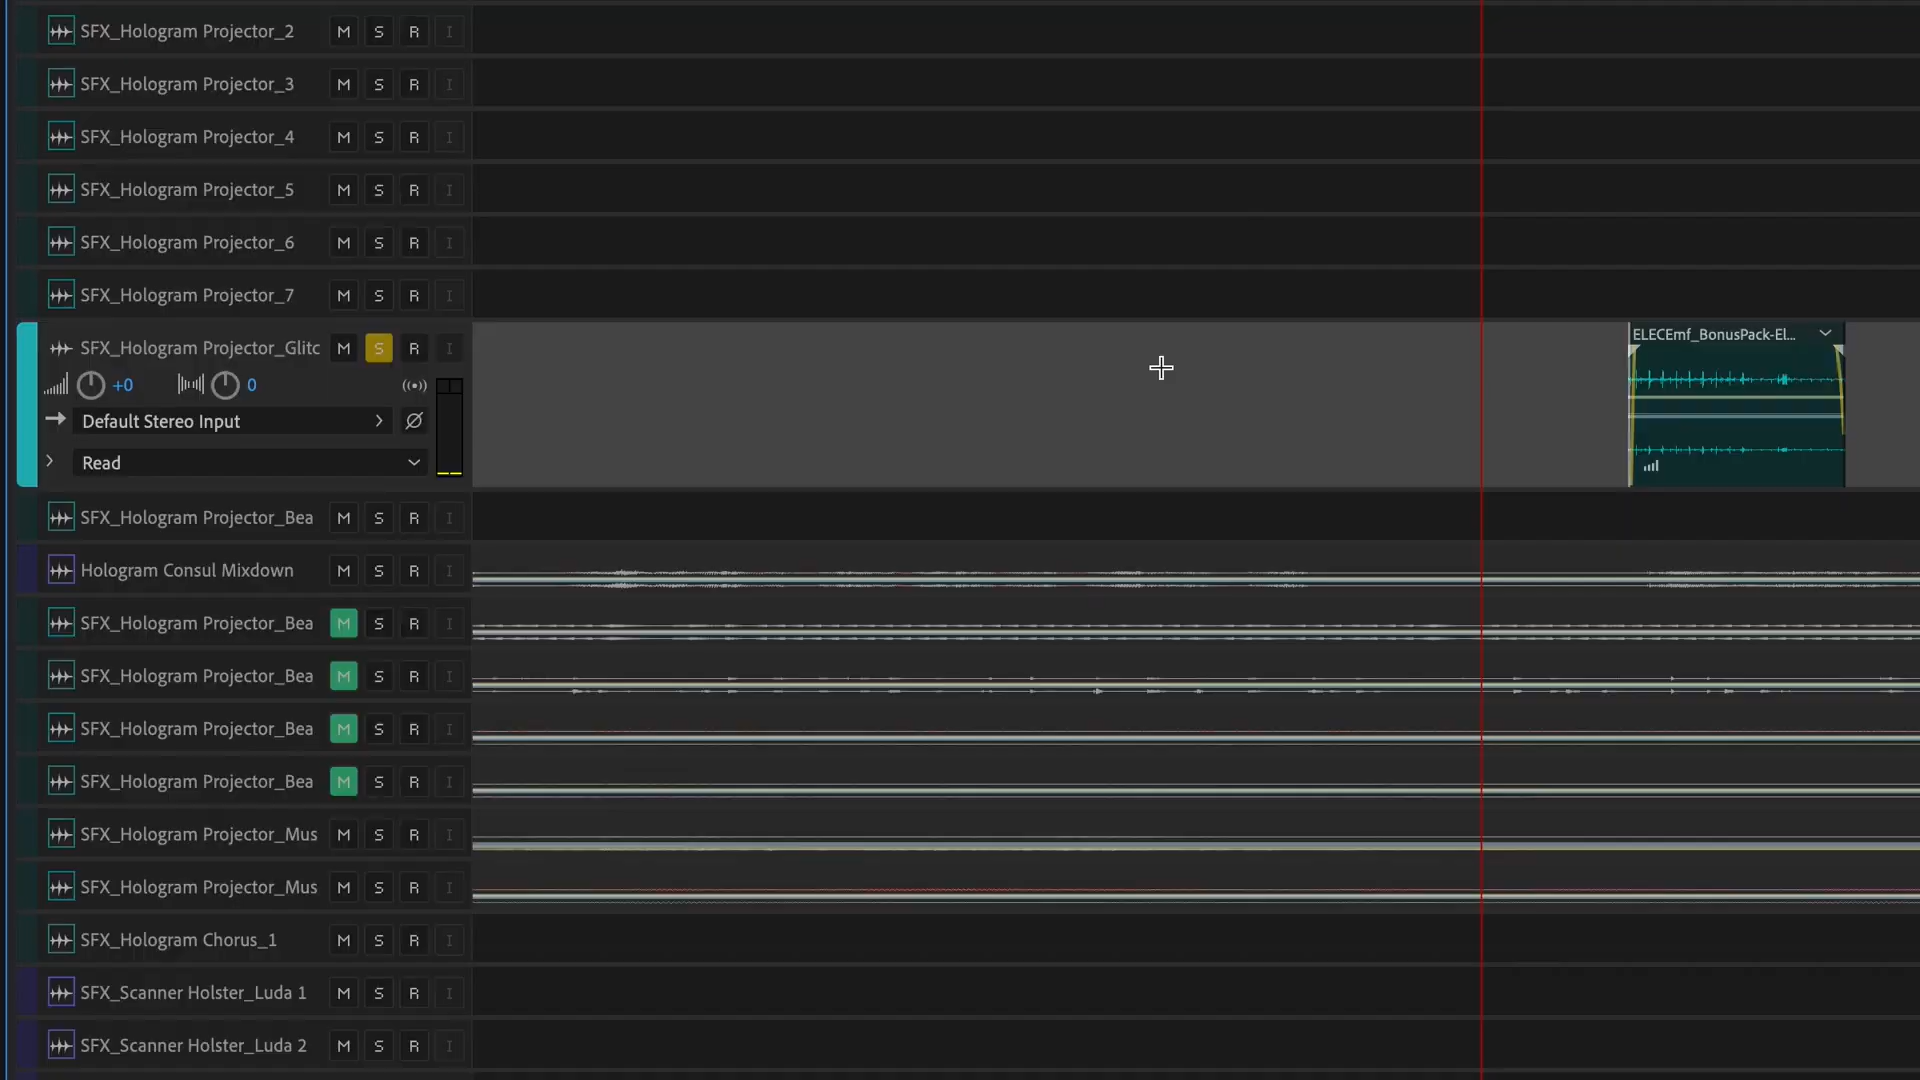 SFX_Hologram Projector_2 M S R I
SFX_Hologram Projector_3 M S R I
SFX_Hologram Projector_4 M S R I
SFX_Hologram Projector_5 M S R I
SFX_Hologram Projector_6 M S R I
SFX_Hologram Projector_7 M S R I
ELECEmf_BonusPack-El...
SFX_Hologram Projector_Glitc M S R I
+0 0
Default Stereo Input
Read
SFX_Hologram Projector_Bea M S R I
Hologram Consul Mixdown M S R I
SFX_Hologram Projector_Bea M S R I
SFX_Hologram Projector_Bea M S R I
SFX_Hologram Projector_Bea M S R I
SFX_Hologram Projector_Bea M S R I
SFX_Hologram Projector_Mus M S R I
SFX_Hologram Projector_Mus M S R I
SFX_Hologram Chorus_1 M S R I
SFX_Scanner Holster_Luda 1 M S R I
SFX_Scanner Holster_Luda 2 M S R I